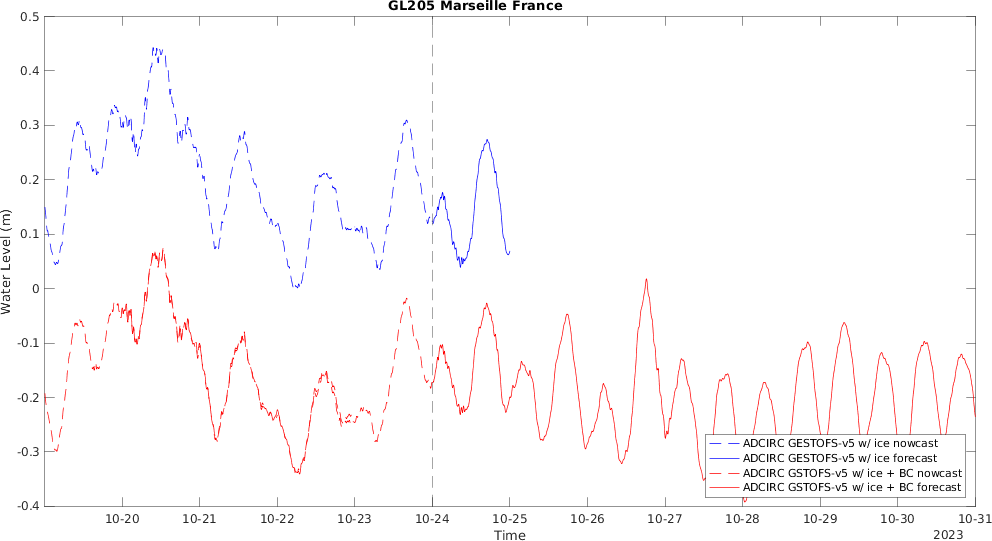 GL205 Marseille France
0.5
0.4
0.3
0.2
0.1
0
-0.1
-0.2
-0.3
-0.4
Water Level (m)
ADCIRC GESTOFS-v5 w/ ice nowcast
ADCIRC GESTOFS-v5 w/ ice forecast
ADCIRC GSTOFS-v5 w/ ice + BC nowcast
ADCIRC GSTOFS-v5 w/ ice + BC forecast
10-20 10-21 10-22 10-23 10-24 10-25 10-26 10-27 10-28 10-29 10-30 10-31
Time
2023